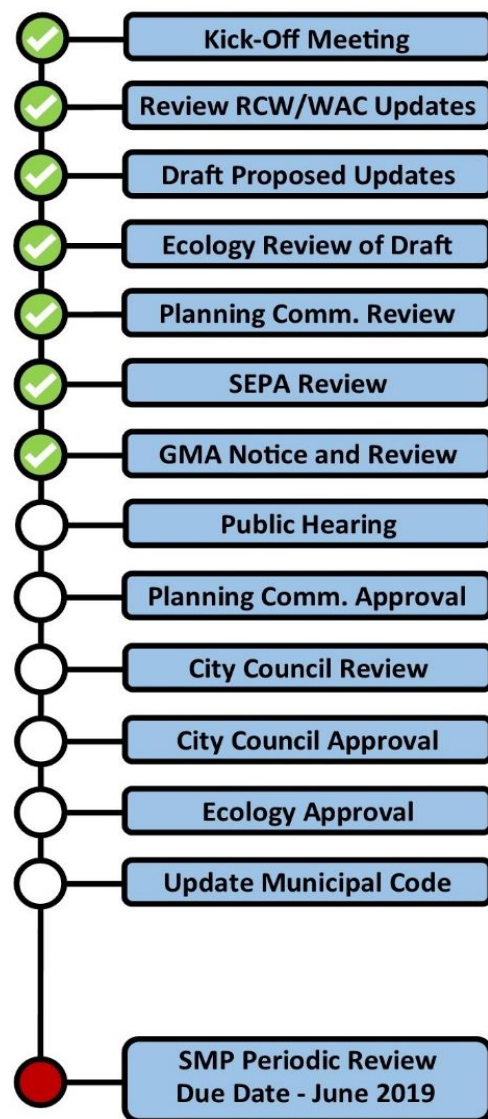 Kick-Off Meeting
Review RCW/WAC Updates
Draft Proposed Updates
Ecology Review of Draft
Planning Comm. Review
SEPA Review
GMA Notice and Review
Public Hearing
Planning Comm. Approval
City Council Review
City Council Approval
Ecology Approval
Update Municipal Code
SMP Periodic Review
Due Date - June 2019